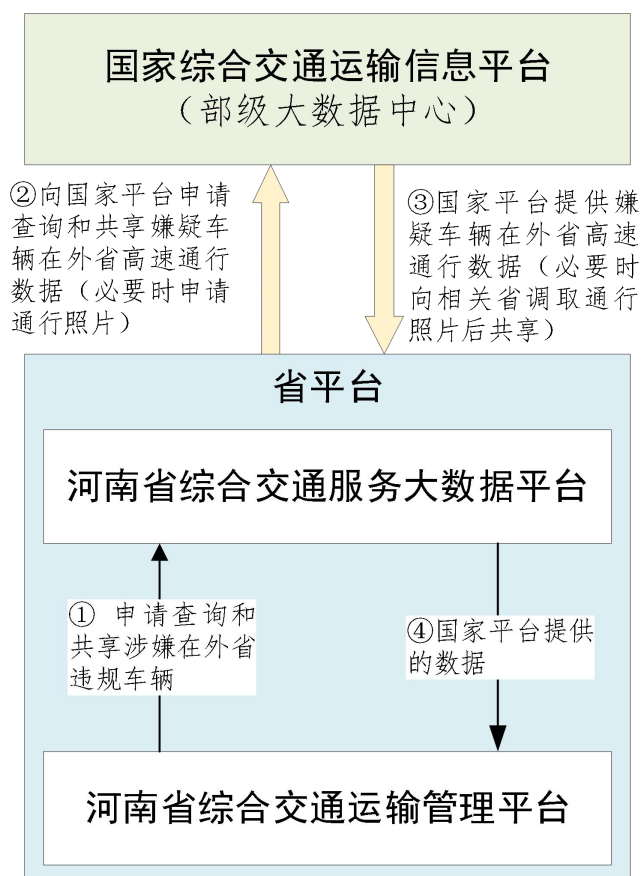 国家综合交通运输信息平台
（部级大数据中心）
②向国家平台申请
查询和共享嫌疑车
辆在外省高速通行
数据（必要时申请
通行照片）
③国家平台提供嫌
疑车辆在外省高速
通行数据（必要时
向相关省调取通行
照片后共享）
省平台
河南省综合交通服务大数据平台
① 申请查询和
共享涉嫌在外省
违规车辆
④国家平台提供
的数据
河南省综合交通运输管理平台